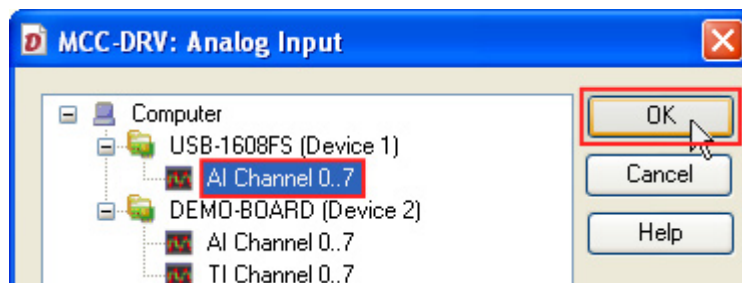 MCC-DRV: Analog Input
Computer
USB-1608FS (Device 1)
AI Channel 0..7
DEMO-BOARD (Device 2)
AI Channel 0..7
TI Channel 0..7
OK
Cancel
Help